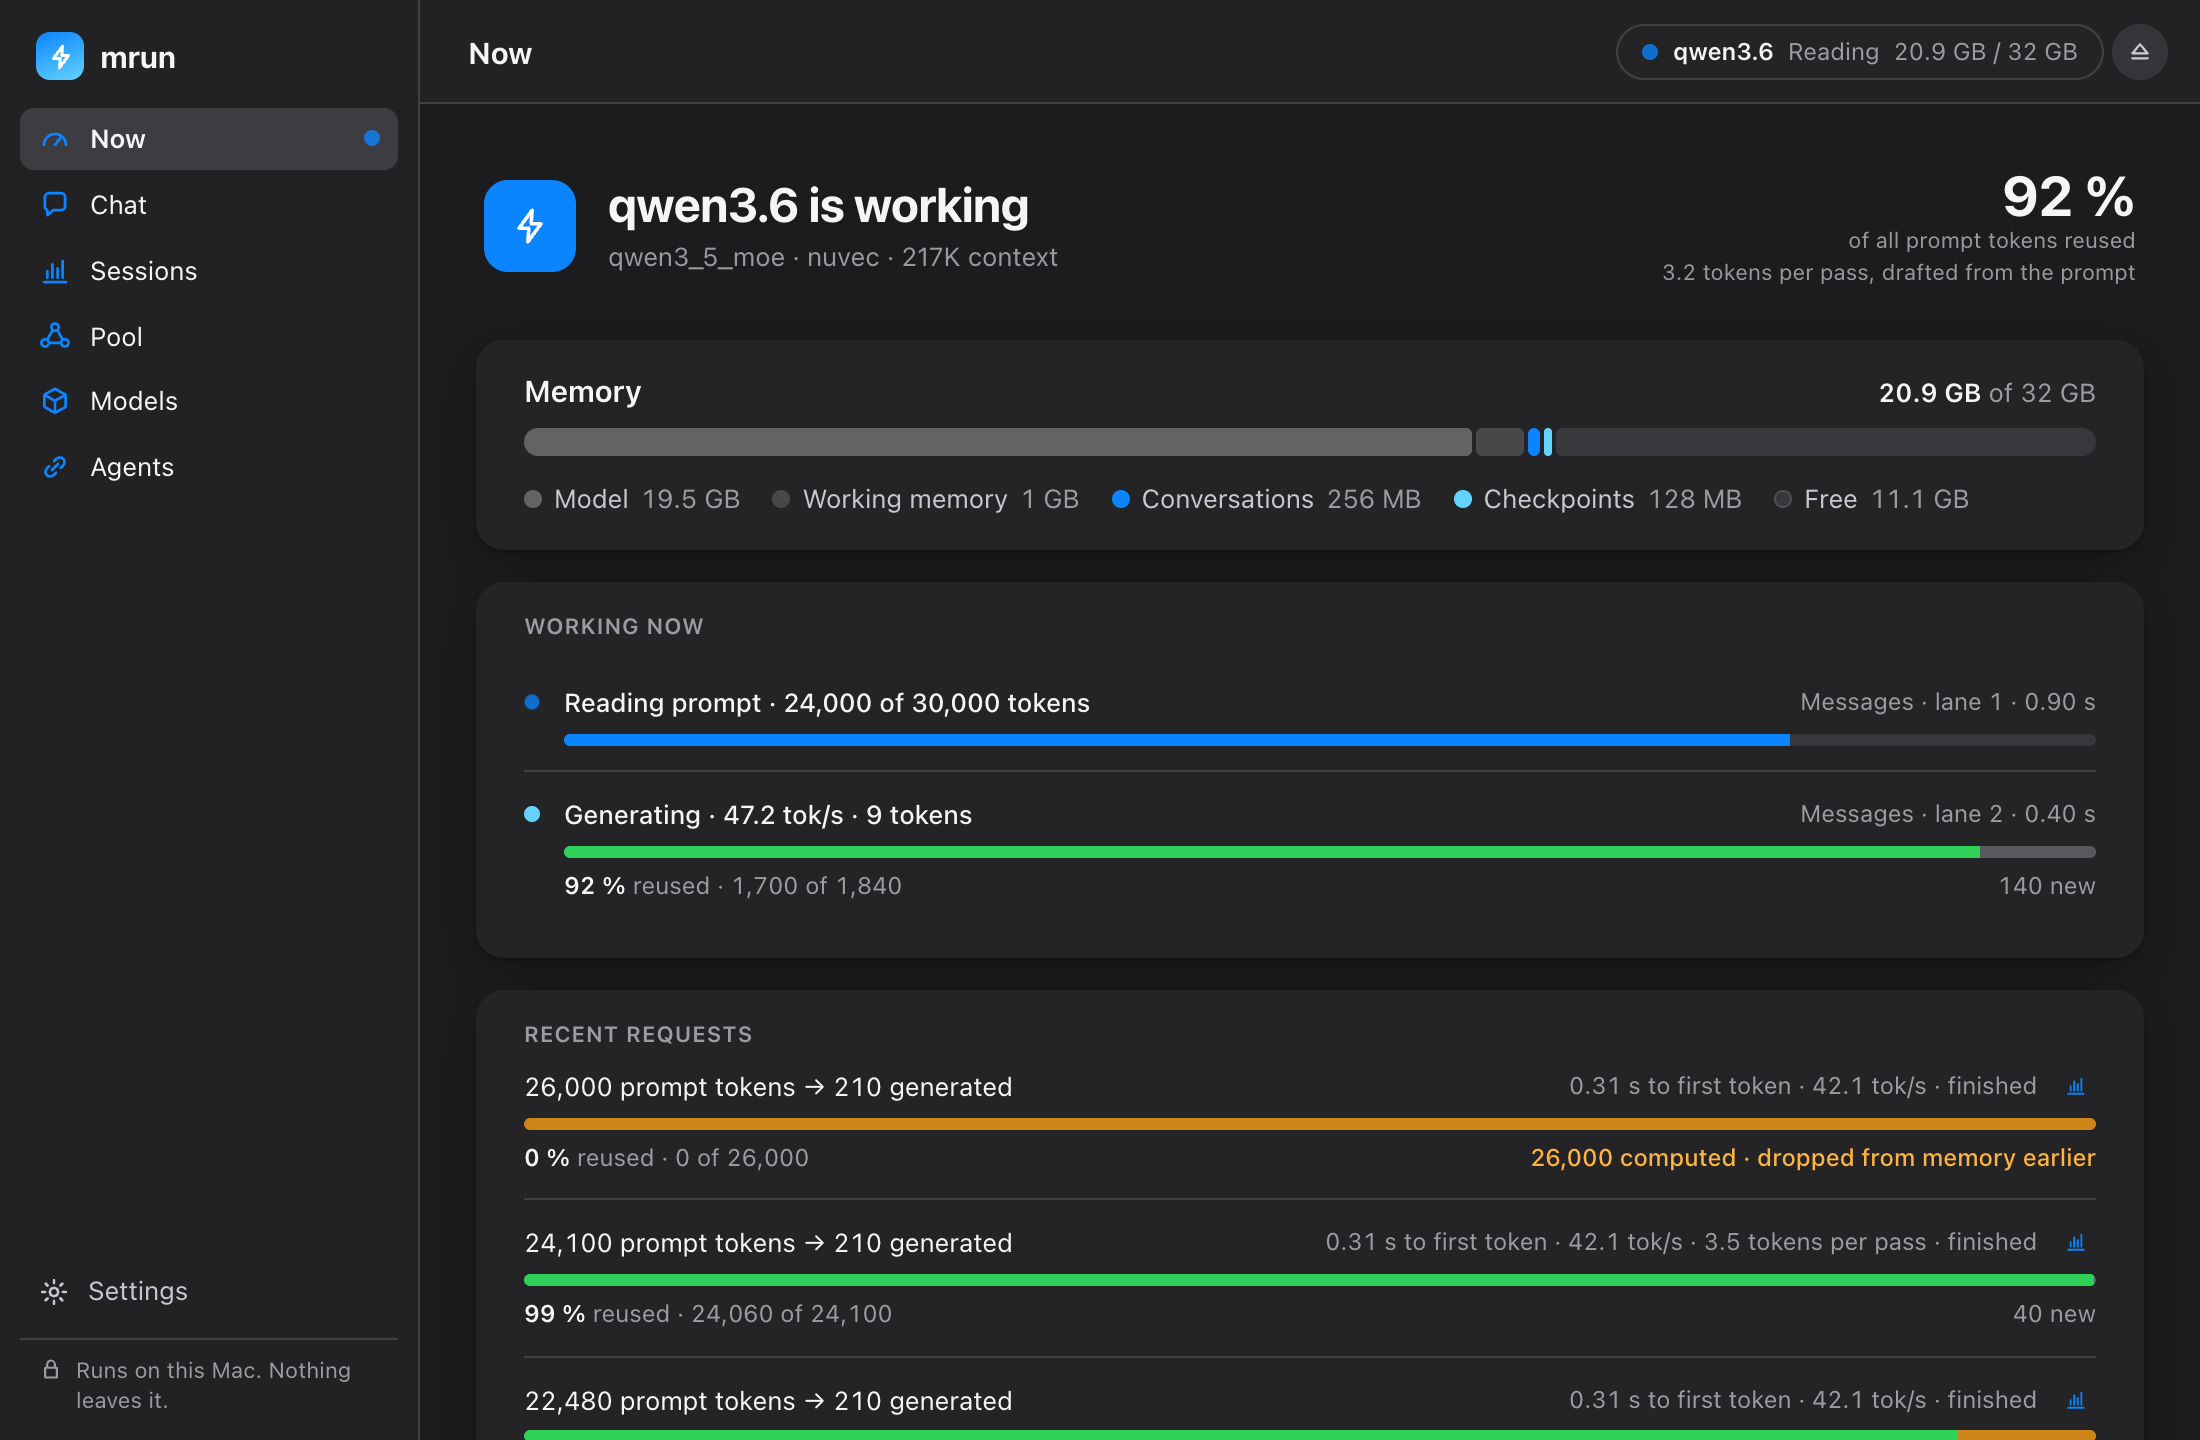 mrun
Now
Chat
Sessions
Pool
Models
Agents
Settings
Runs on this Mac. Nothing
leaves it.
Now
qwen3.6 Reading 20.9 GB / 32 GB
qwen3.6 is working
qwen3_5_moe · nuvec · 217K context
92 %
of all prompt tokens reused
3.2 tokens per pass, drafted from the prompt
Memory
20.9 GB of 32 GB
Model 19.5 GB Working memory 1 GB Conversations 256 MB Checkpoints 128 MB Free 11.1 GB
WORKING NOW
Reading prompt · 24,000 of 30,000 tokens
Messages · lane 1 · 0.90 s
Generating · 47.2 tok/s · 9 tokens
Messages · lane 2 · 0.40 s
92 % reused · 1,700 of 1,840
140 new
RECENT REQUESTS
26,000 prompt tokens → 210 generated
0.31 s to first token · 42.1 tok/s · finished
0 % reused · 0 of 26,000
26,000 computed · dropped from memory earlier
24,100 prompt tokens → 210 generated
0.31 s to first token · 42.1 tok/s · 3.5 tokens per pass · finished
99 % reused · 24,060 of 24,100
40 new
22,480 prompt tokens → 210 generated
0.31 s to first token · 42.1 tok/s · finished